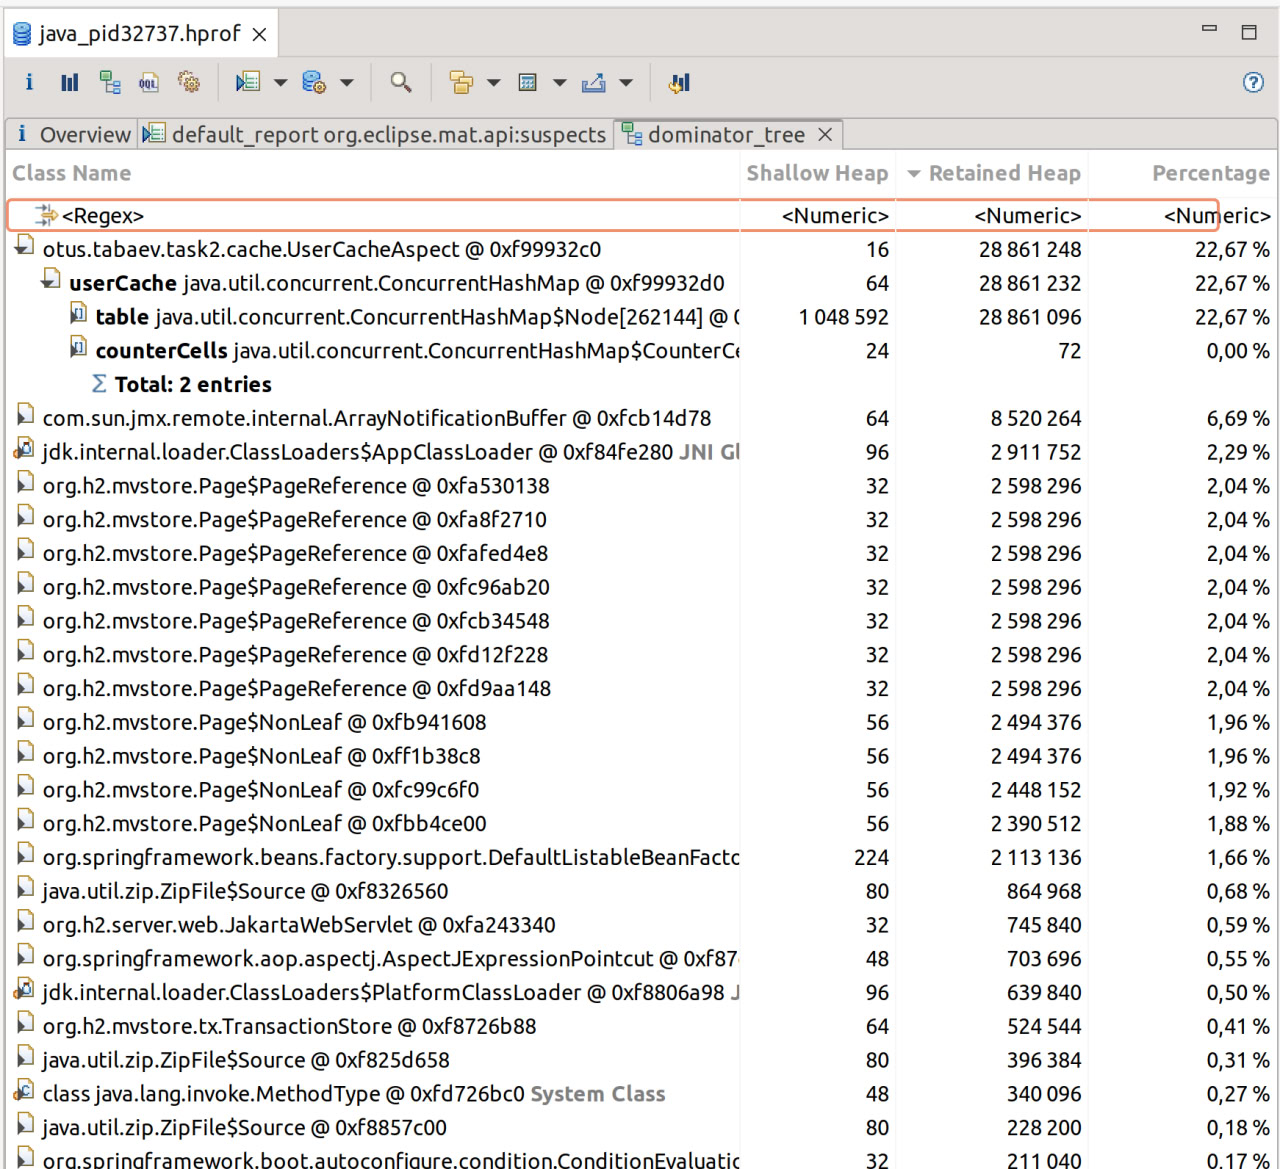 java_pid32737.hprof
i OQL ?
i Overview default_report org.eclipse.mat.api:suspects dominator_tree
Class Name Shallow Heap Retained Heap Percentage
<Regex> <Numeric> <Numeric> <Numeric>
otus.tabaev.task2.cache.UserCacheAspect @ 0xf99932c0 16 28 861 248 22,67 %
userCache java.util.concurrent.ConcurrentHashMap @ 0xf99932d0 64 28 861 232 22,67 %
table java.util.concurrent.ConcurrentHashMap$Node[262144] @ 1 048 592 28 861 096 22,67 %
counterCells java.util.concurrent.ConcurrentHashMap$CounterCe 24 72 0,00 %
Σ Total: 2 entries
com.sun.jmx.remote.internal.ArrayNotificationBuffer @ 0xfcb14d78 64 8 520 264 6,69 %
jdk.internal.loader.ClassLoaders$AppClassLoader @ 0xf84fe280 JNI Gl 96 2 911 752 2,29 %
org.h2.mvstore.Page$PageReference @ 0xfa530138 32 2 598 296 2,04 %
org.h2.mvstore.Page$PageReference @ 0xfa8f2710 32 2 598 296 2,04 %
org.h2.mvstore.Page$PageReference @ 0xfafed4e8 32 2 598 296 2,04 %
org.h2.mvstore.Page$PageReference @ 0xfc96ab20 32 2 598 296 2,04 %
org.h2.mvstore.Page$PageReference @ 0xfcb34548 32 2 598 296 2,04 %
org.h2.mvstore.Page$PageReference @ 0xfd12f228 32 2 598 296 2,04 %
org.h2.mvstore.Page$PageReference @ 0xfd9aa148 32 2 598 296 2,04 %
org.h2.mvstore.Page$NonLeaf @ 0xfb941608 56 2 494 376 1,96 %
org.h2.mvstore.Page$NonLeaf @ 0xff1b38c8 56 2 494 376 1,96 %
org.h2.mvstore.Page$NonLeaf @ 0xfc99c6f0 56 2 448 152 1,92 %
org.h2.mvstore.Page$NonLeaf @ 0xfbb4ce00 56 2 390 512 1,88 %
org.springframework.beans.factory.support.DefaultListableBeanFacto 224 2 113 136 1,66 %
java.util.zip.ZipFile$Source @ 0xf8326560 80 864 968 0,68 %
org.h2.server.web.JakartaWebServlet @ 0xfa243340 32 745 840 0,59 %
org.springframework.aop.aspectj.AspectJExpressionPointcut @ 0xf87 48 703 696 0,55 %
jdk.internal.loader.ClassLoaders$PlatformClassLoader @ 0xf8806a98 J 96 639 840 0,50 %
org.h2.mvstore.tx.TransactionStore @ 0xf8726b88 64 524 544 0,41 %
java.util.zip.ZipFile$Source @ 0xf825d658 80 396 384 0,31 %
class java.lang.invoke.MethodType @ 0xfd726bc0 System Class 48 340 096 0,27 %
java.util.zip.ZipFile$Source @ 0xf8857c00 80 228 200 0,18 %
org.springframework.boot.autoconfigure.condition.ConditionEvaluatio 32 211 040 0,17 %